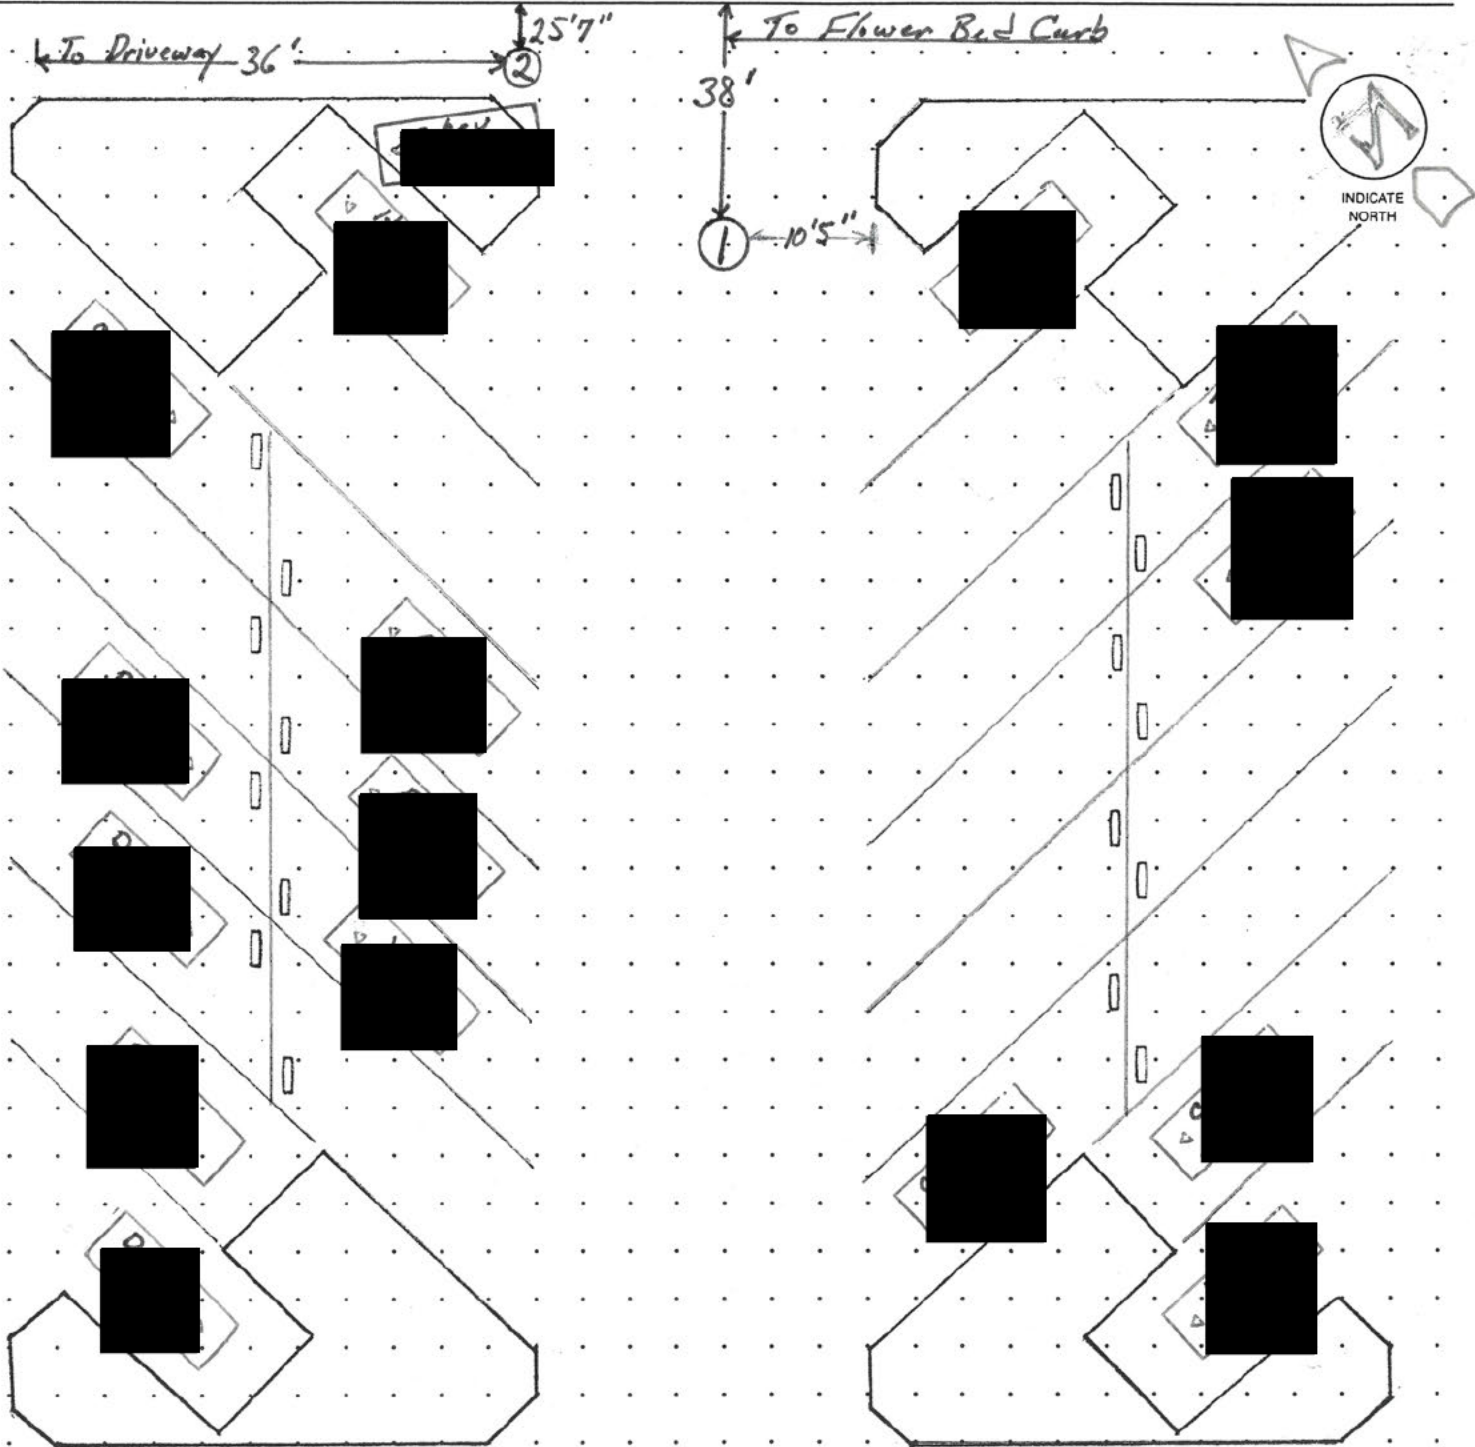 25'7"
To Flower Bed Curb
To Driveway 36'
2
38'
1
10'5"
N
INDICATE
NORTH